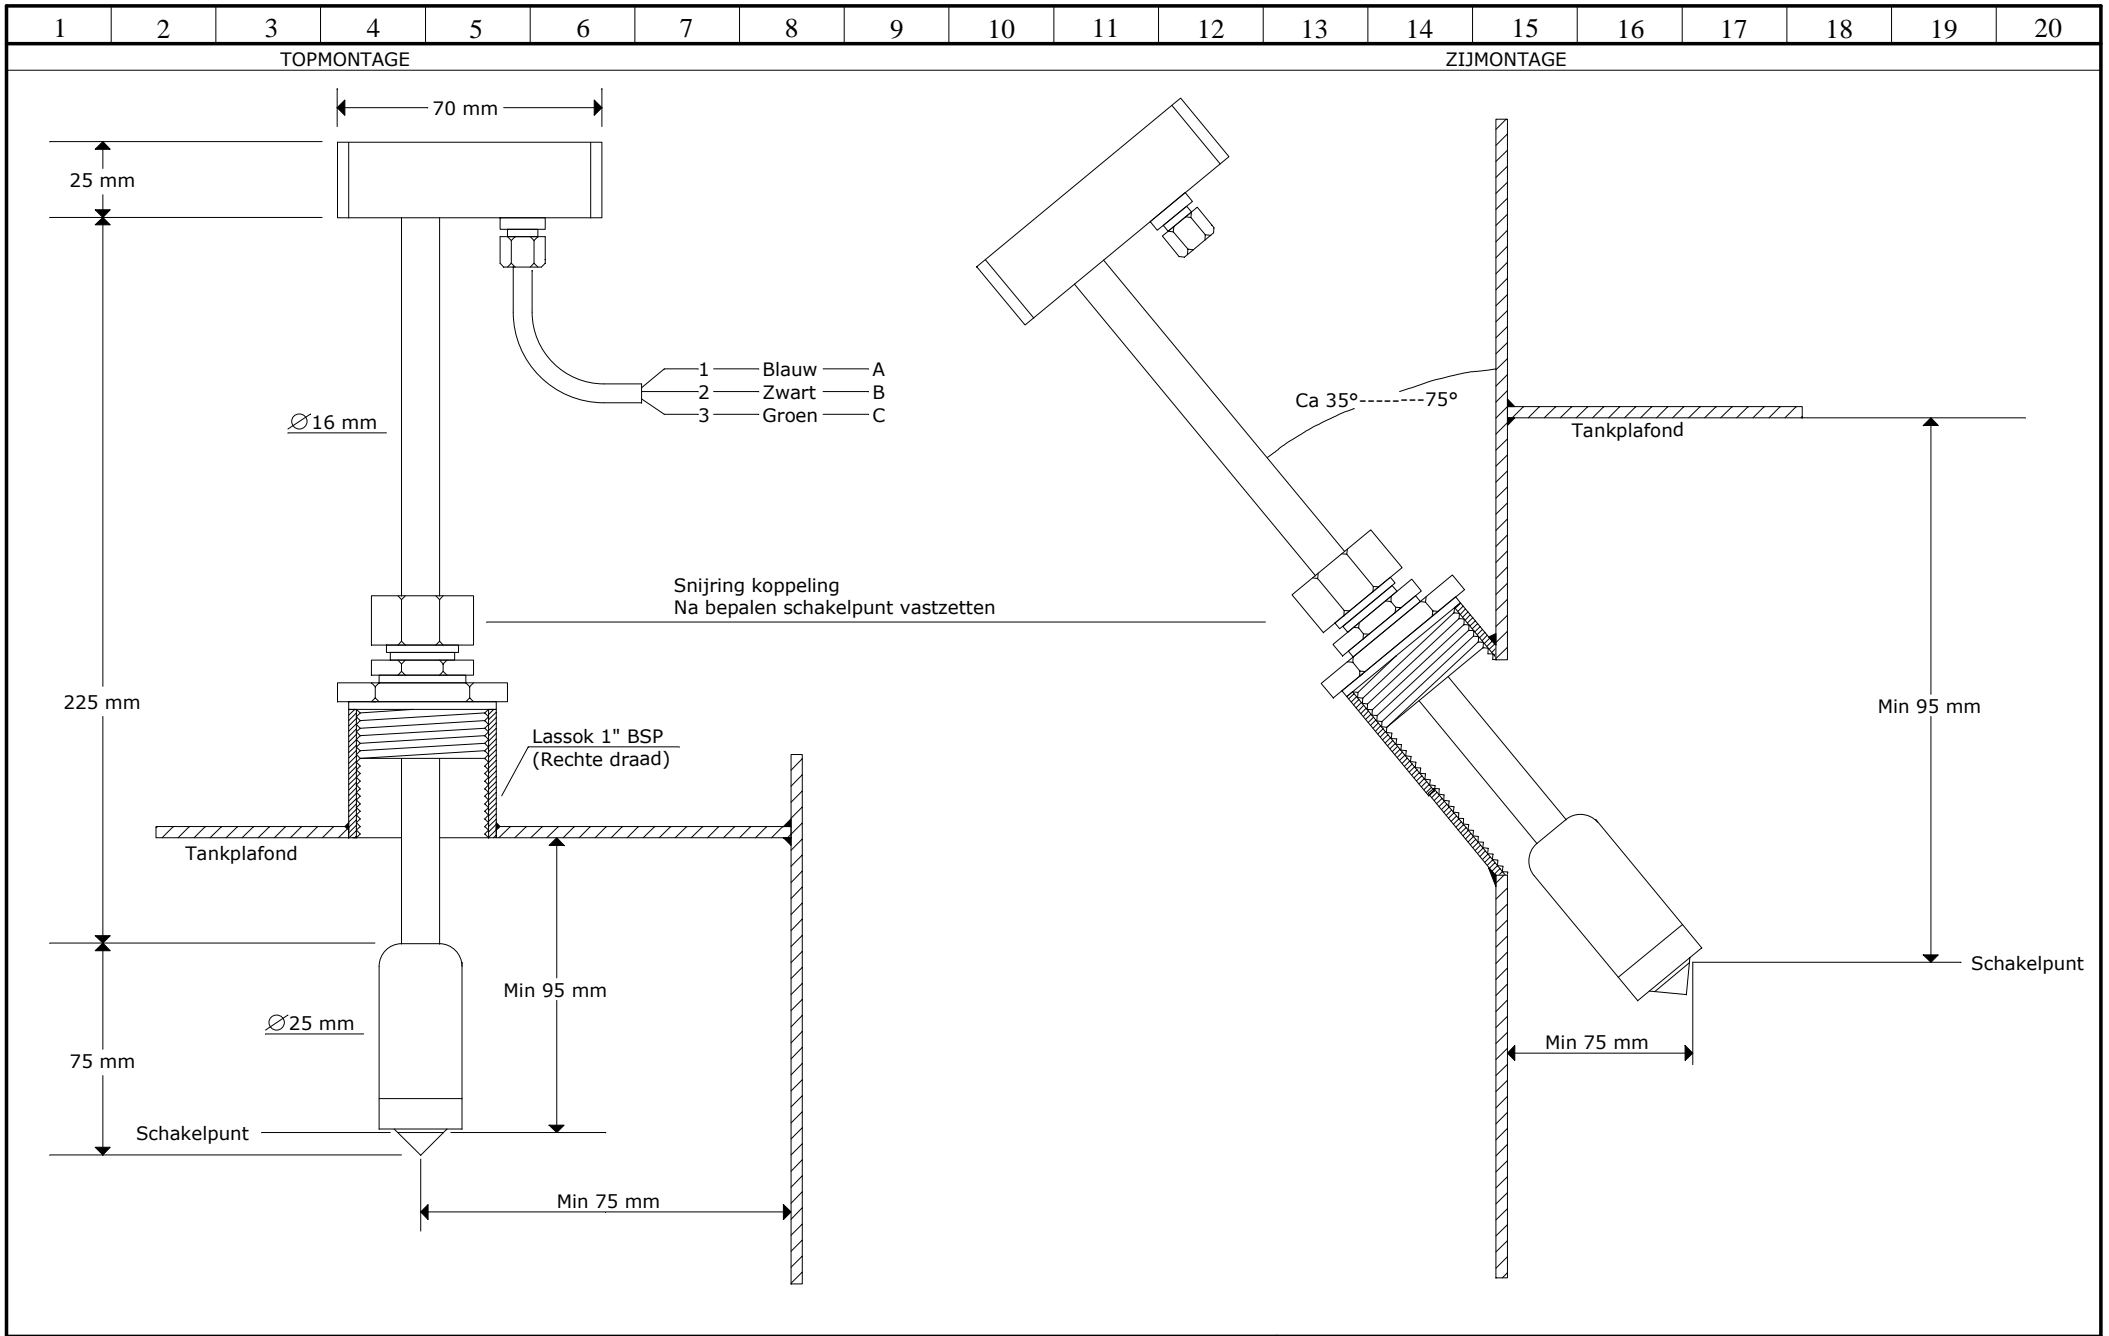 1 2 3 4 5 6 7 8 9 10 11 12 13 14 15 16 17 18 19 20
TOPMONTAGE
ZIJMONTAGE
70 mm
25 mm
1 Blauw A
2 Zwart B
3 Groen C
Ø16 mm
Ca 35°--------75°
Tankplafond
Snijring koppeling
Na bepalen schakelpunt vastzetten
225 mm
Min 95 mm
Lassok 1" BSP
(Rechte draad)
Tankplafond
Min 95 mm
Ø25 mm
75 mm
Schakelpunt
Min 75 mm
Schakelpunt
Min 75 mm